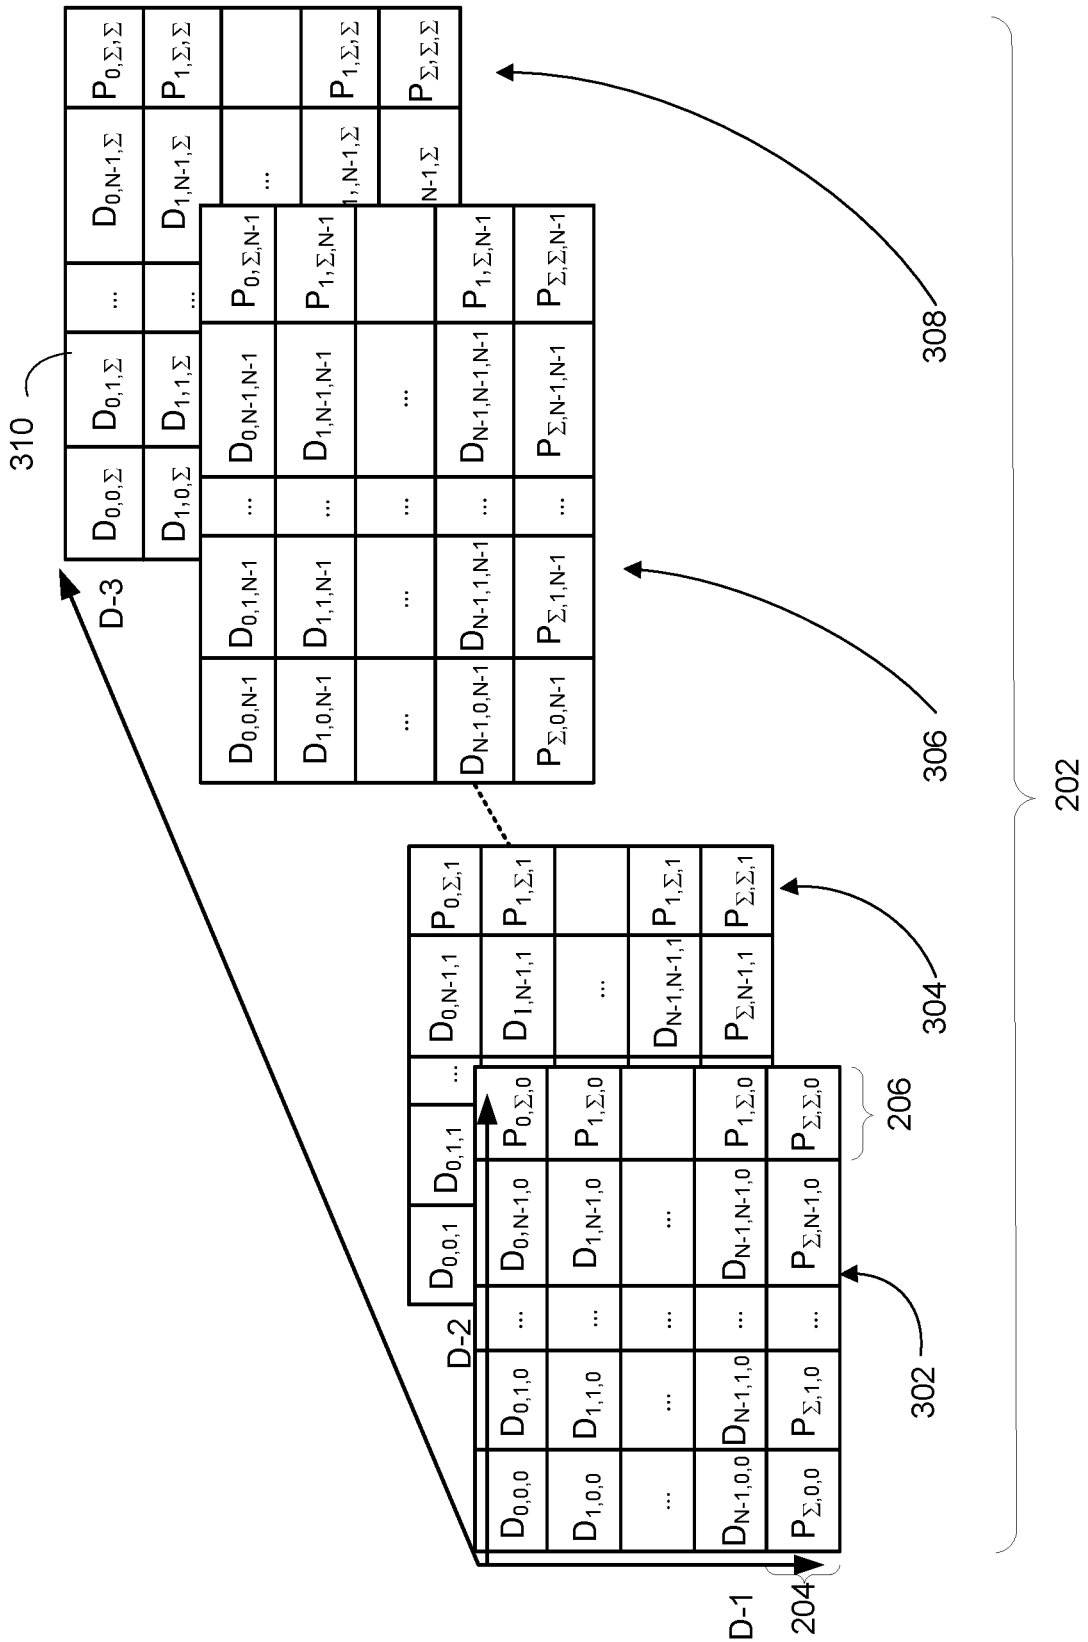 310
D0,0,Σ D0,1,Σ ... D0,N-1,Σ P0,Σ,Σ
D1,0,Σ D1,1,Σ ... D1,N-1,Σ P1,Σ,Σ
...
1,,N-1,Σ P1,Σ,Σ
N-1,Σ PΣ,Σ,Σ
D-3
D0,0,N-1 D0,1,N-1 ... D0,N-1,N-1 P0,Σ,N-1
D1,0,N-1 D1,1,N-1 ... D1,N-1,N-1 P1,Σ,N-1
... ... ... ...
DN-1,0,N-1 DN-1,1,N-1 ... DN-1,N-1,N-1 P1,Σ,N-1
PΣ,0,N-1 PΣ,1,N-1 ... PΣ,N-1,N-1 PΣ,Σ,N-1
D0,0,1 D0,1,1 ... D0,N-1,1 P0,Σ,1
D1,N-1,1 P1,Σ,1
...
DN-1,N-1,1 P1,Σ,1
PΣ,N-1,1 PΣ,Σ,1
D-2
D0,0,0 D0,1,0 ... D0,N-1,0 P0,Σ,0
D1,0,0 D1,1,0 ... D1,N-1,0 P1,Σ,0
... ... ... ...
DN-1,0,0 DN-1,1,0 ... DN-1,N-1,0 P1,Σ,0
PΣ,0,0 PΣ,1,0 ... PΣ,N-1,0 PΣ,Σ,0
D-1
204
206
302
304
306
308
202